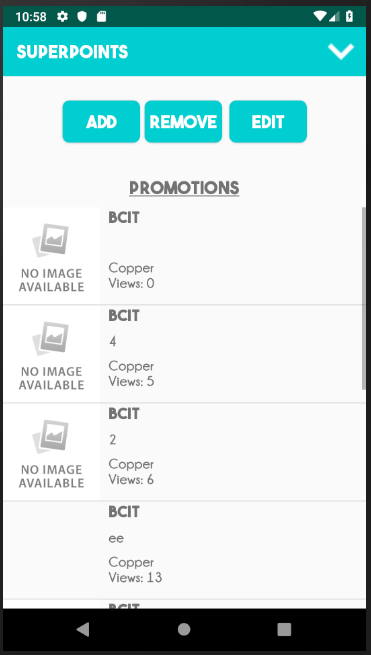 10:58
SUPERPOINTS
ADD REMOVE EDIT
PROMOTIONS
NO IMAGE
AVAILABLE
BCIT
Copper
Views: 0
NO IMAGE
AVAILABLE
BCIT
4
Copper
Views: 5
NO IMAGE
AVAILABLE
BCIT
2
Copper
Views: 6
BCIT
ee
Copper
Views: 13
BCIT